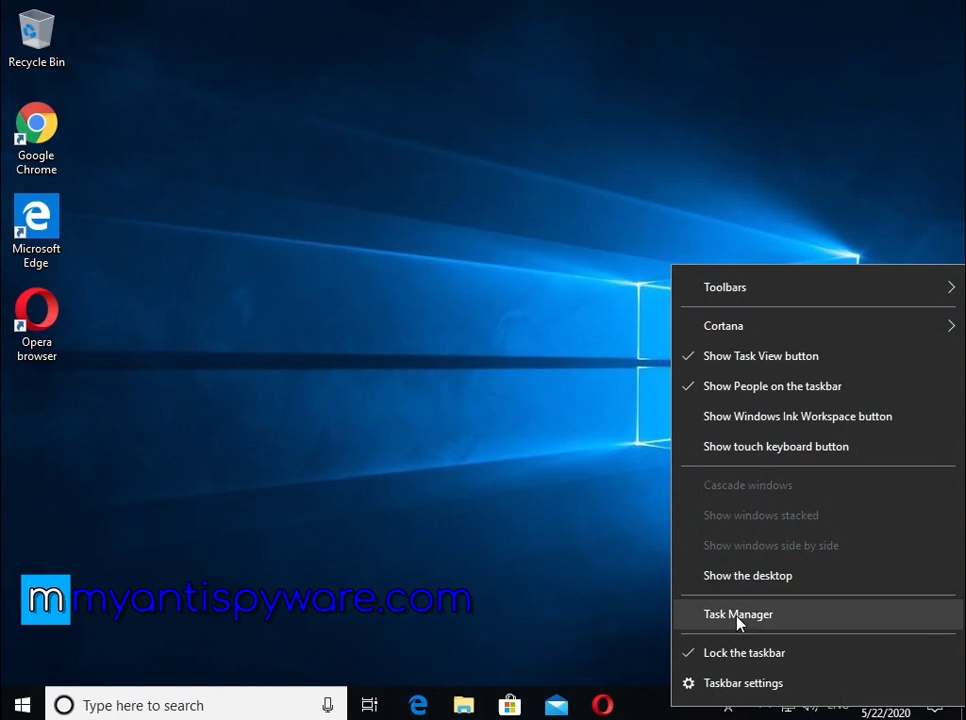 Recycle Bin
Google
Chrome
Microsoft
Edge
Opera
browser
Toolbars
Cortana
Show Task View button
Show People on the taskbar
Show Windows Ink Workspace button
Show touch keyboard button
Cascade windows
Show windows stacked
Show windows side by side
Show the desktop
Task Manager
Lock the taskbar
Taskbar settings
m myantispyware.com
Type here to search
5/22/2020